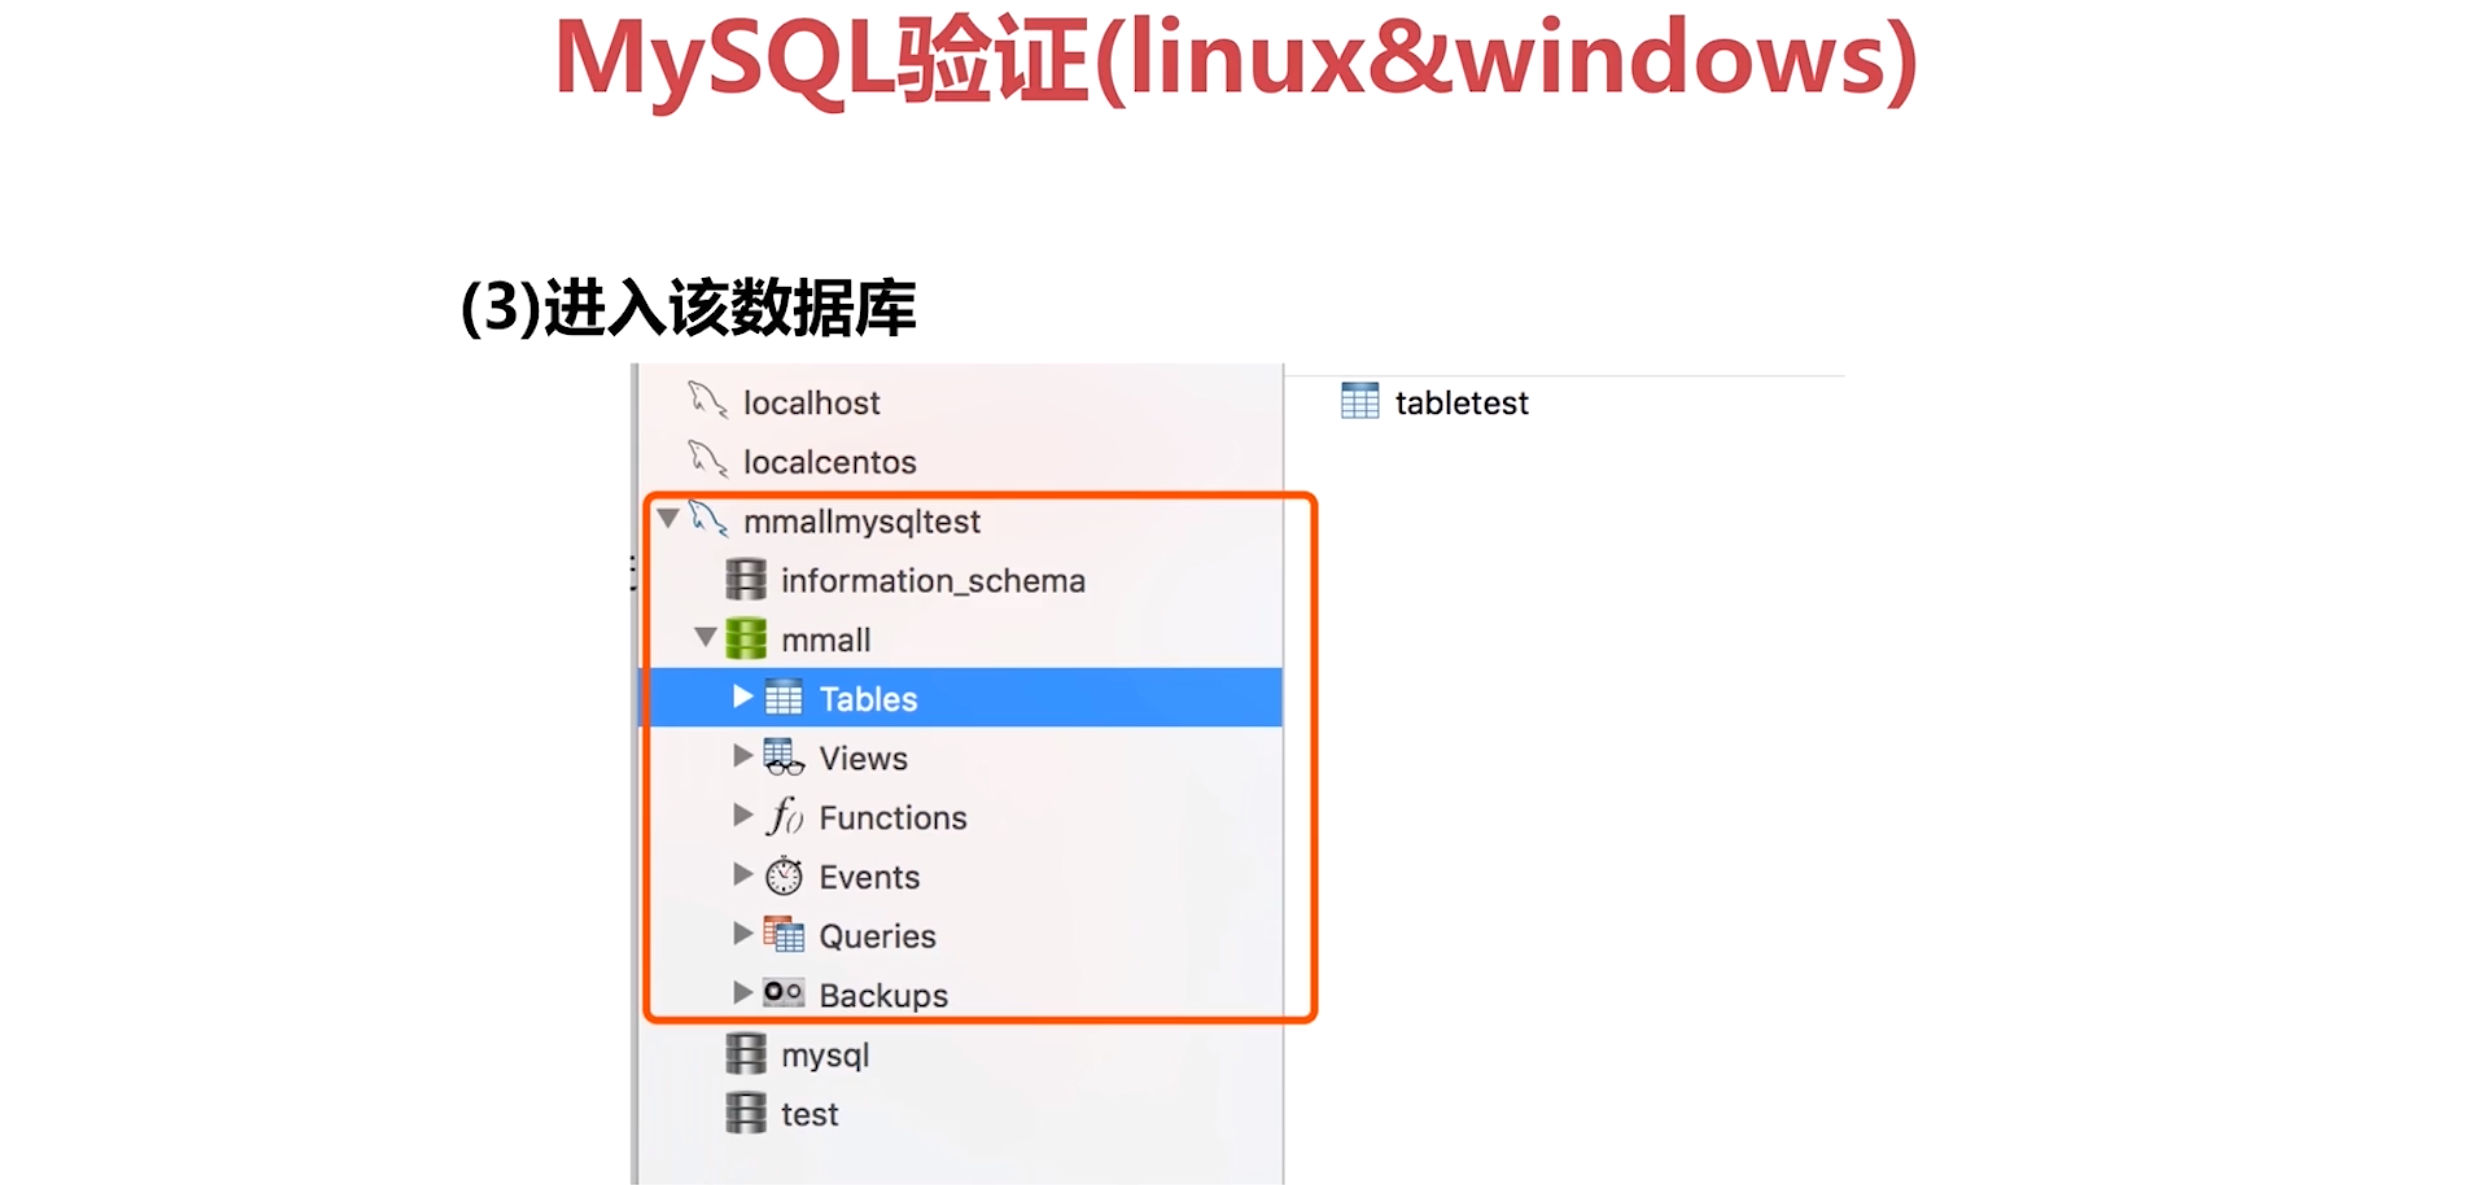 MySQL验证(linux&windows)
(3)进入该数据库
localhost
localcentos
mmallmysqltest
information_schema
mmall
Tables
Views
Functions
Events
Queries
Backups
mysql
test
tabletest